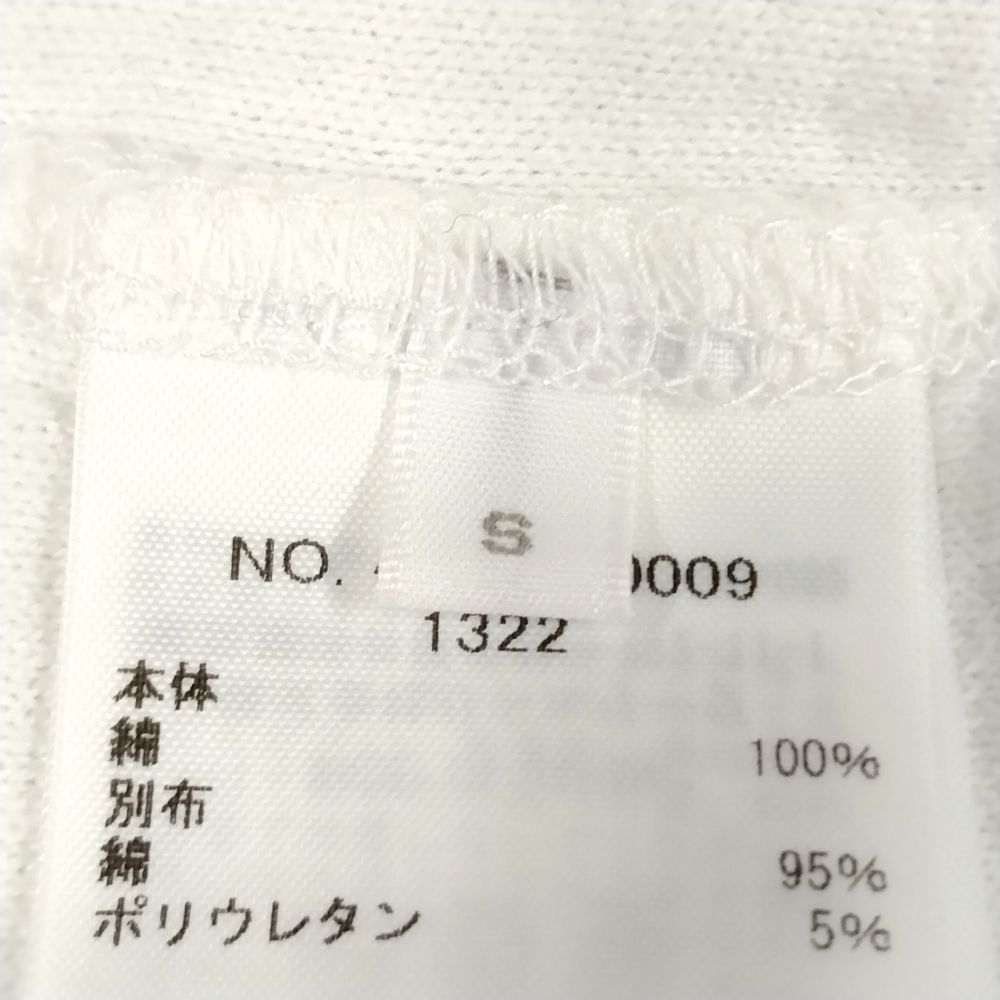 S
NO. 0009
1322
本体
綿 100%
別布
綿 95%
ポリウレタン 5%